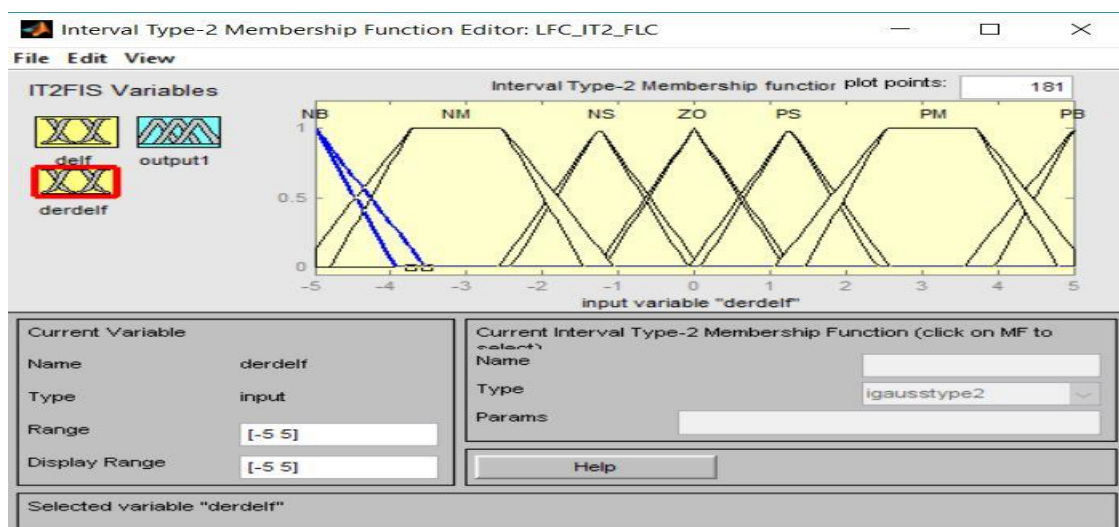 Interval Type-2 Membership Function Editor: LFC_IT2_FLC
File Edit View
IT2FIS Variables
Interval Type-2 Membership function plot points: 181
delf output1
derdelf
NB NM NS ZO PS PM PB
1
0.5
0
-5 -4 -3 -2 -1 0 1 2 3 4 5
input variable "derdelf"
Current Variable
Name derdelf
Type input
Range [-5 5]
Display Range [-5 5]
Current Interval Type-2 Membership Function (click on MF to
select)
Name
Type igausstype2
Params
Help
Selected variable "derdelf"